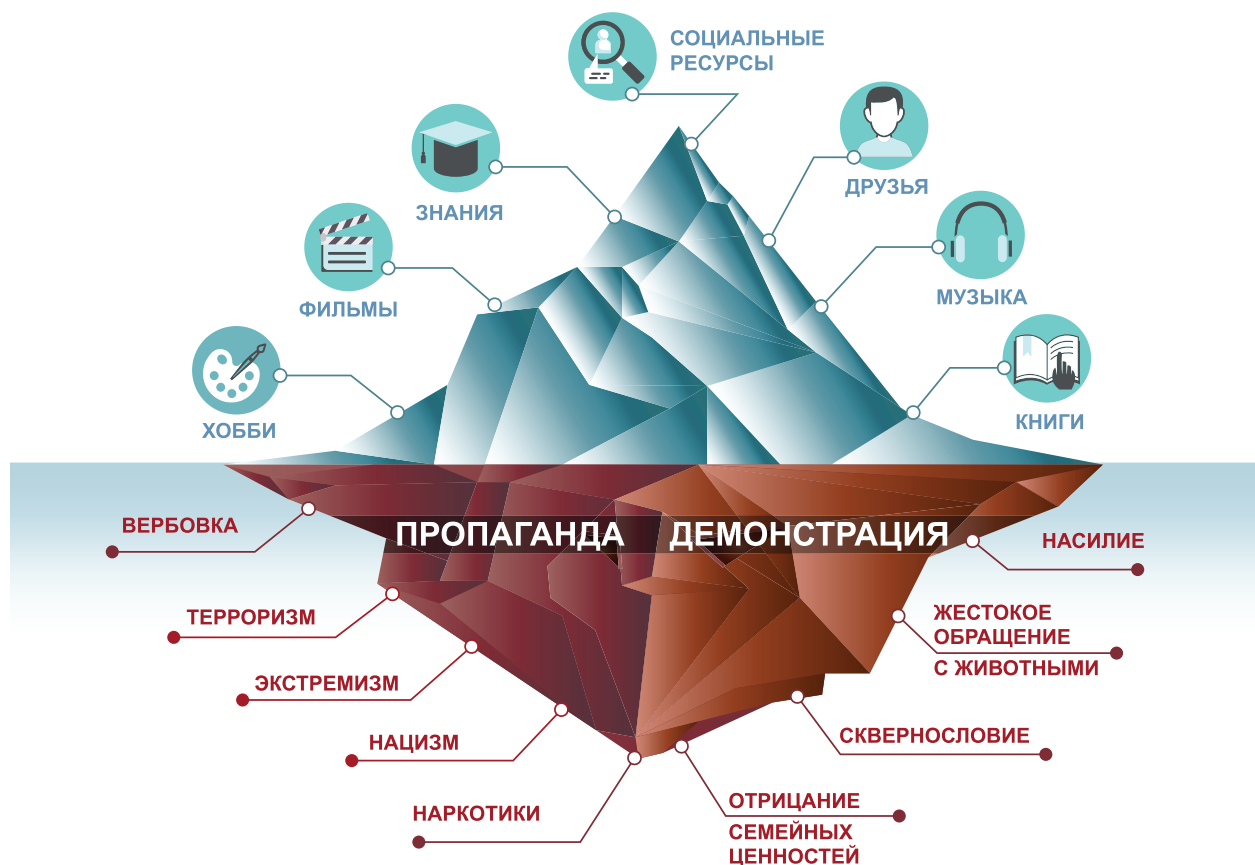 СОЦИАЛЬНЫЕ
РЕСУРСЫ
ДРУЗЬЯ
ЗНАНИЯ
МУЗЫКА
ФИЛЬМЫ
КНИГИ
ХОББИ
ПРОПАГАНДА
ДЕМОНСТРАЦИЯ
ВЕРБОВКА
НАСИЛИЕ
ТЕРРОРИЗМ
ЖЕСТОКОЕ
ОБРАЩЕНИЕ
С ЖИВОТНЫМИ
ЭКСТРЕМИЗМ
СКВЕРНОСЛОВИЕ
НАЦИЗМ
НАРКОТИКИ
ОТРИЦАНИЕ
СЕМЕЙНЫХ
ЦЕННОСТЕЙ